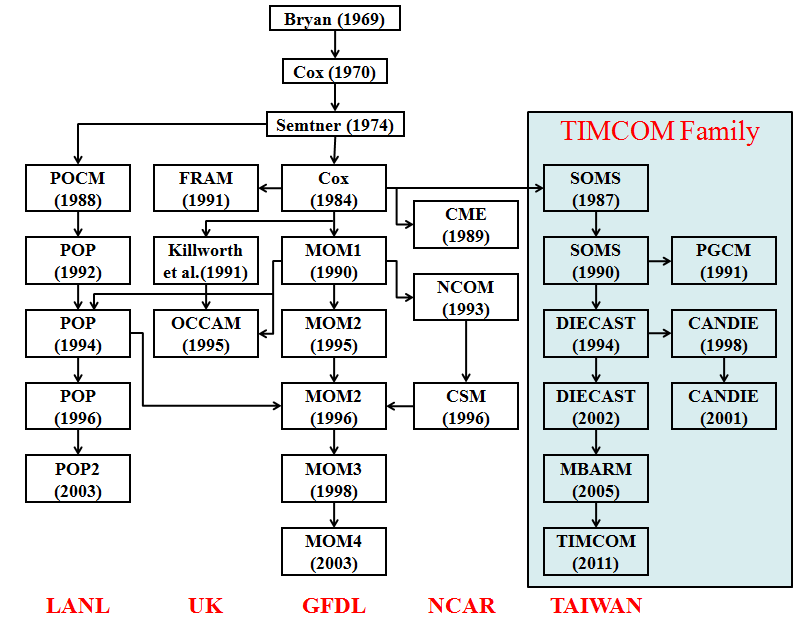 Bryan (1969)
Cox (1970)
Semtner (1974)
TIMCOM Family
POCM
(1988)
FRAM
(1991)
Cox
(1984)
SOMS
(1987)
CME
(1989)
POP
(1992)
Killworth
et al.(1991)
MOM1
(1990)
SOMS
(1990)
PGCM
(1991)
NCOM
(1993)
POP
(1994)
OCCAM
(1995)
MOM2
(1995)
DIECAST
(1994)
CANDIE
(1998)
POP
(1996)
MOM2
(1996)
CSM
(1996)
DIECAST
(2002)
CANDIE
(2001)
POP2
(2003)
MOM3
(1998)
MBARM
(2005)
MOM4
(2003)
TIMCOM
(2011)
LANL
UK
GFDL
NCAR
TAIWAN